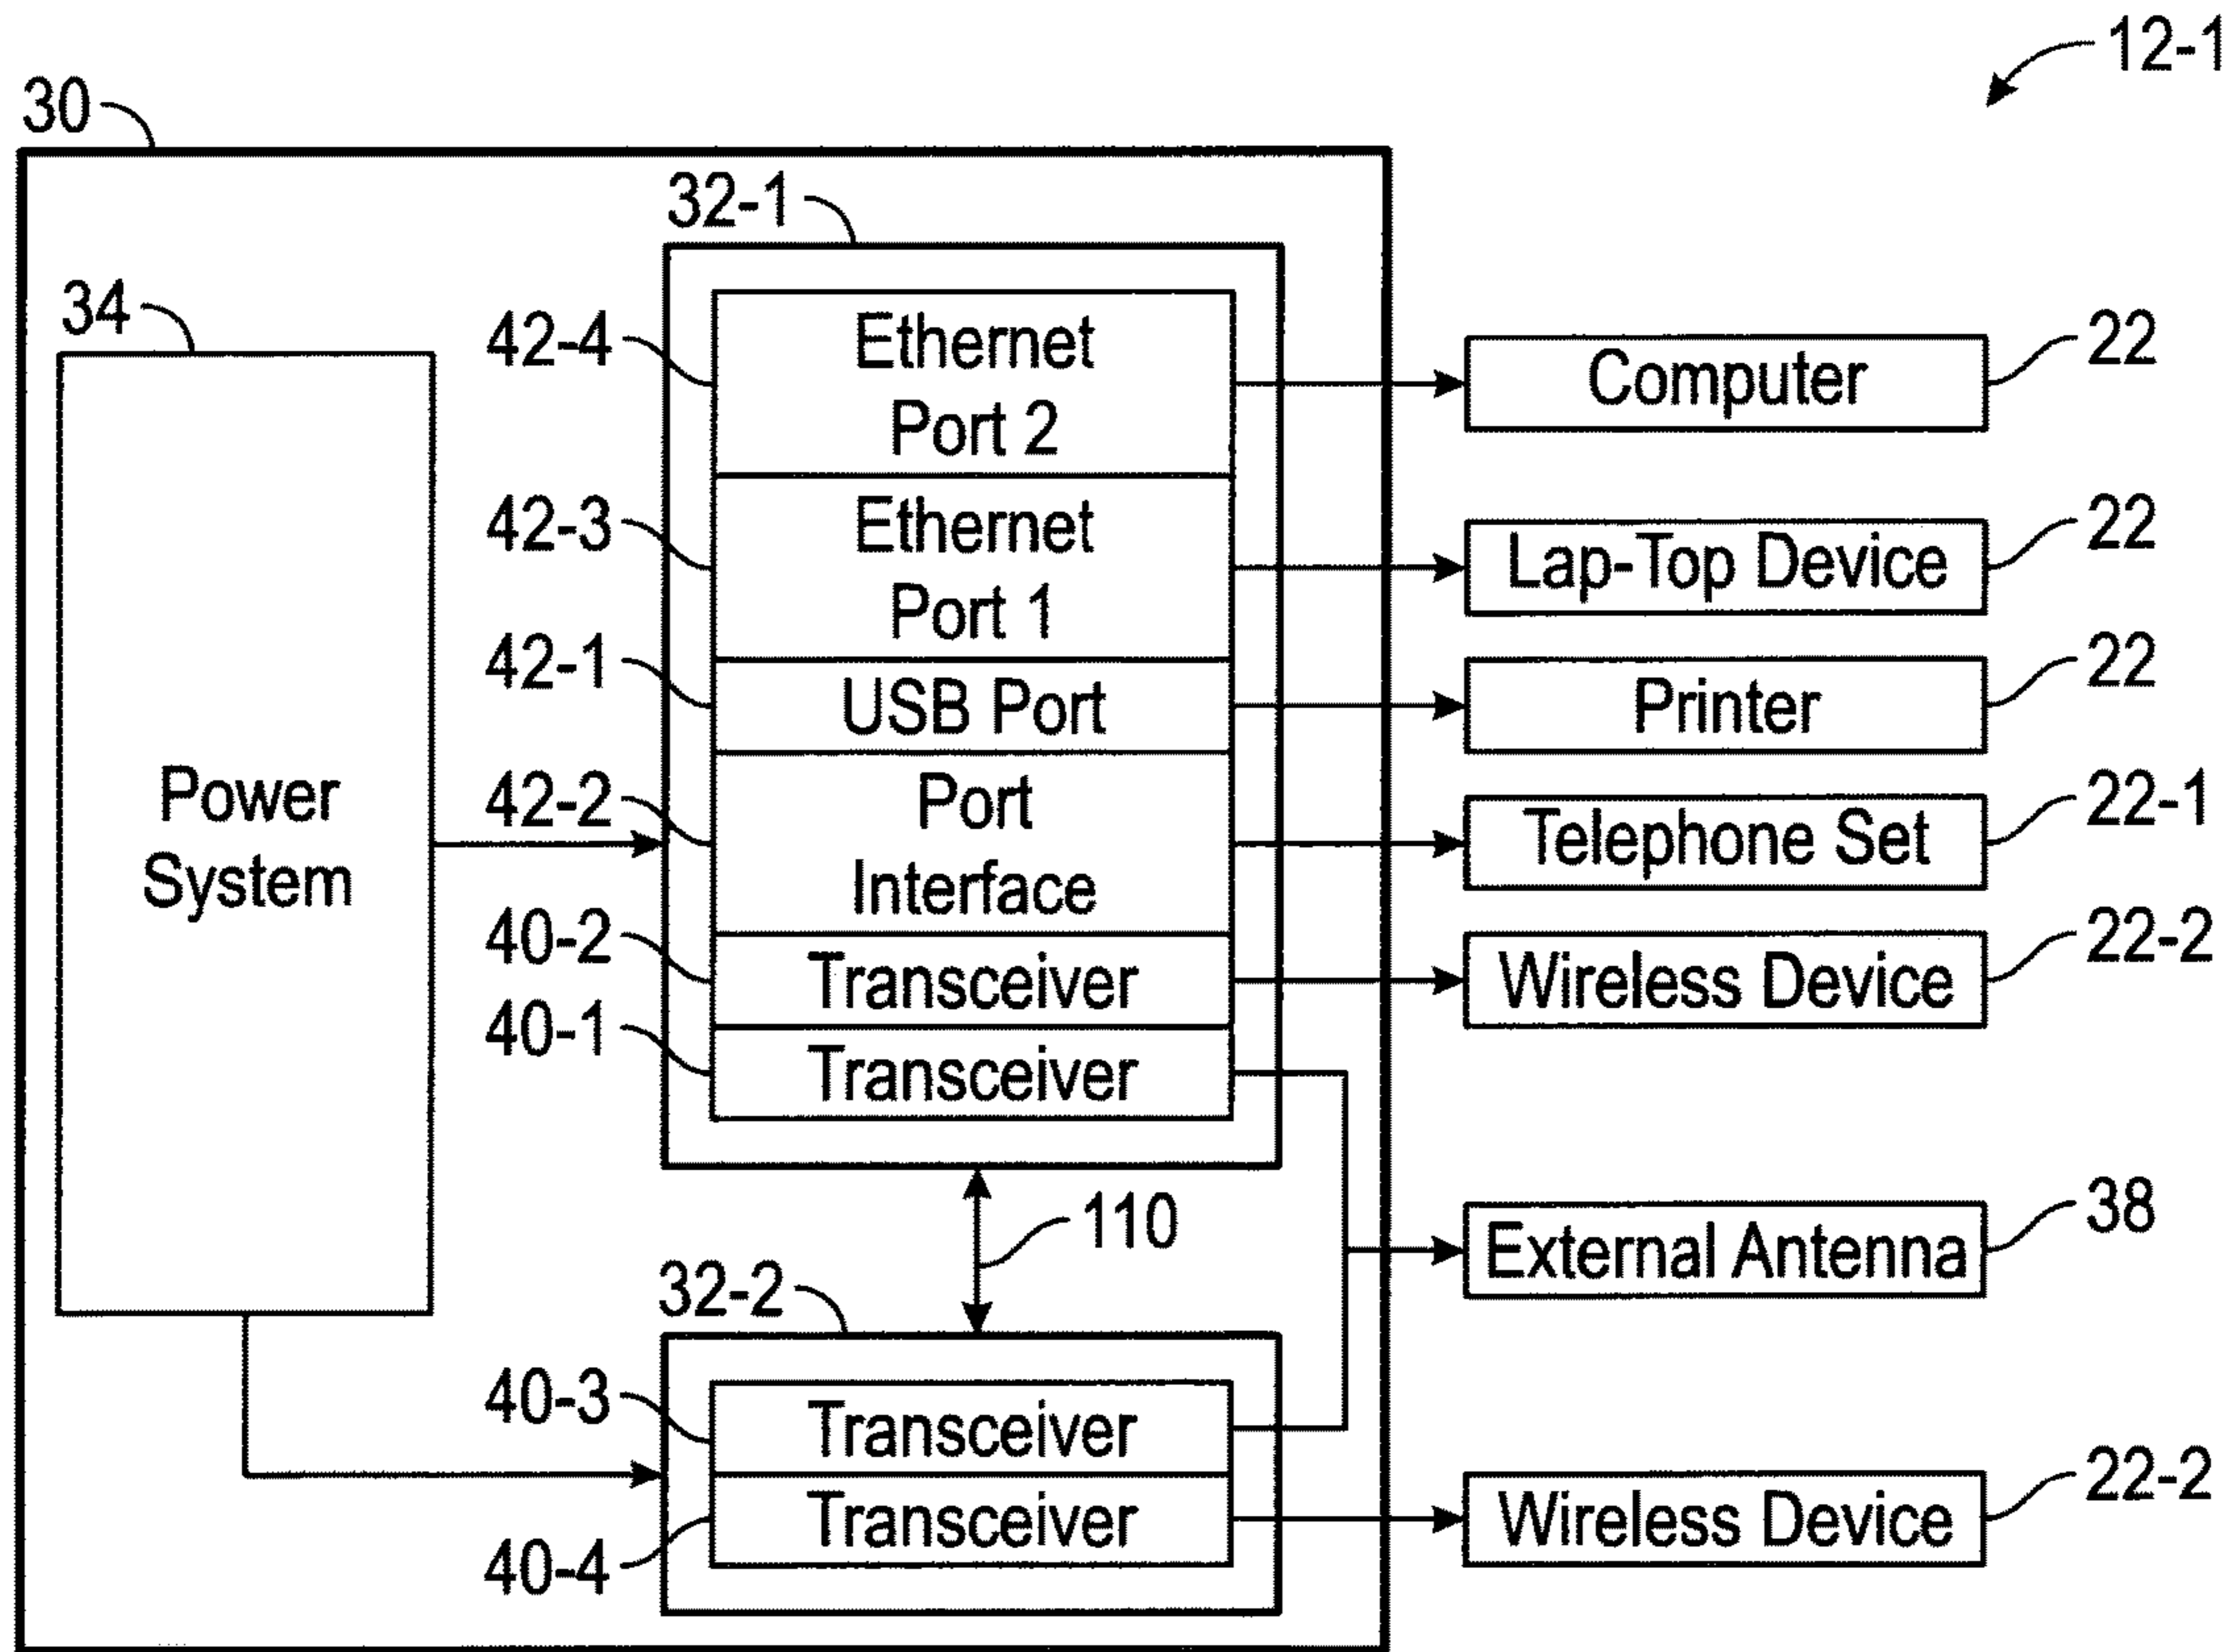 12-1
30
32-1
34
42-4
Ethernet
Port 2
Computer
22
42-3
Ethernet
Port 1
Lap-Top Device
22
42-1
USB Port
Printer
22
Power
System
42-2
Port
Interface
Telephone Set
22-1
40-2
Transceiver
Wireless Device
22-2
40-1
Transceiver
110
External Antenna
38
32-2
40-3
Transceiver
40-4
Transceiver
Wireless Device
22-2